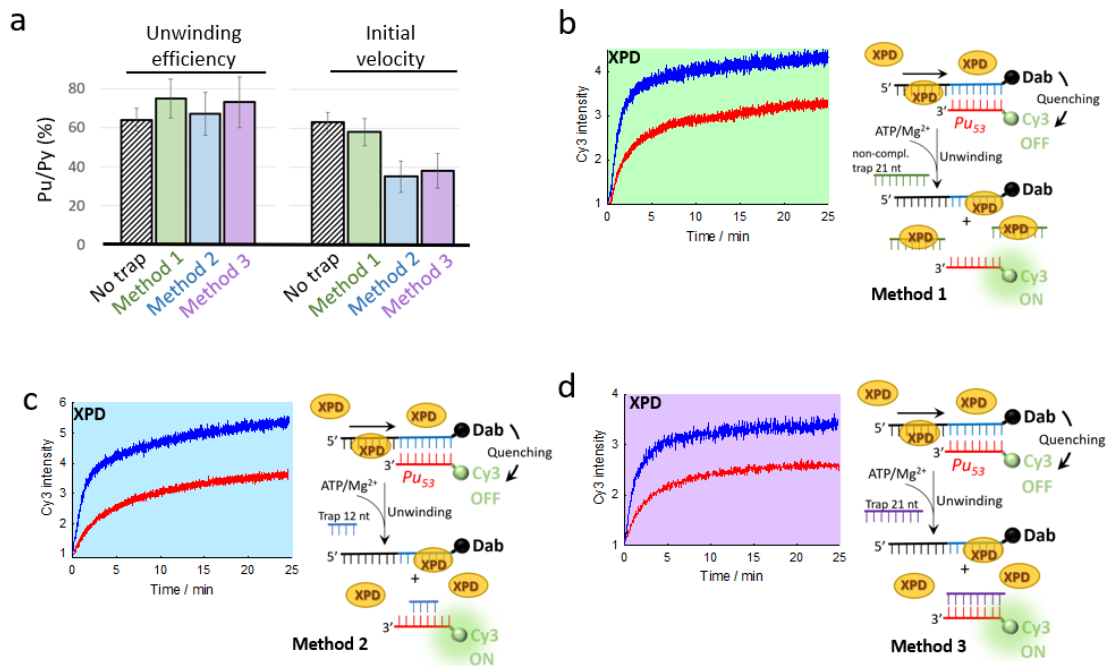 a
Unwinding
efficiency
Initial
velocity
Pu/Py (%)
80
60
40
20
0
No trap
Method 1
Method 2
Method 3
No trap
Method 1
Method 2
Method 3
b
XPD
Cy3 intensity
4
3
2
1
0 5 10 15 20 25
Time / min
XPD
XPD
Dab
5’
XPD
Quenching
3’
Pu53
Cy3
OFF
ATP/Mg2+
Unwinding
non-compl.
trap 21 nt
5’
XPD
Dab
+
XPD
XPD
3’
Cy3
ON
Method 1
c
XPD
Cy3 intensity
6
5
4
3
2
1
0 5 10 15 20 25
Time / min
XPD
XPD
Dab
5’
XPD
Quenching
3’
Pu53
Cy3
OFF
ATP/Mg2+
Unwinding
Trap 12 nt
5’
XPD
Dab
+
XPD
XPD
3’
Cy3
ON
Method 2
d
XPD
Cy3 intensity
4
3
2
1
0 5 10 15 20 25
Time / min
XPD
XPD
Dab
5’
XPD
Quenching
3’
Pu53
Cy3
OFF
ATP/Mg2+
Unwinding
Trap 21 nt
5’
XPD
Dab
+
XPD
XPD
3’
Cy3
ON
Method 3